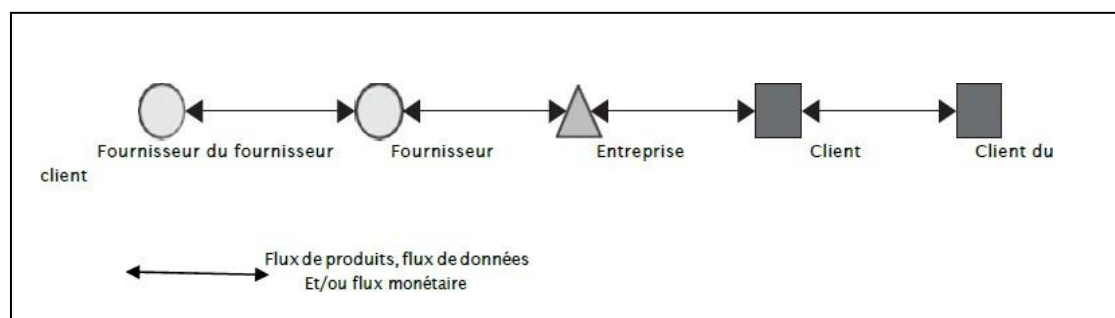 Fournisseur du fournisseur Fournisseur Entreprise Client Client du
client
Flux de produits, flux de données
Et/ou flux monétaire